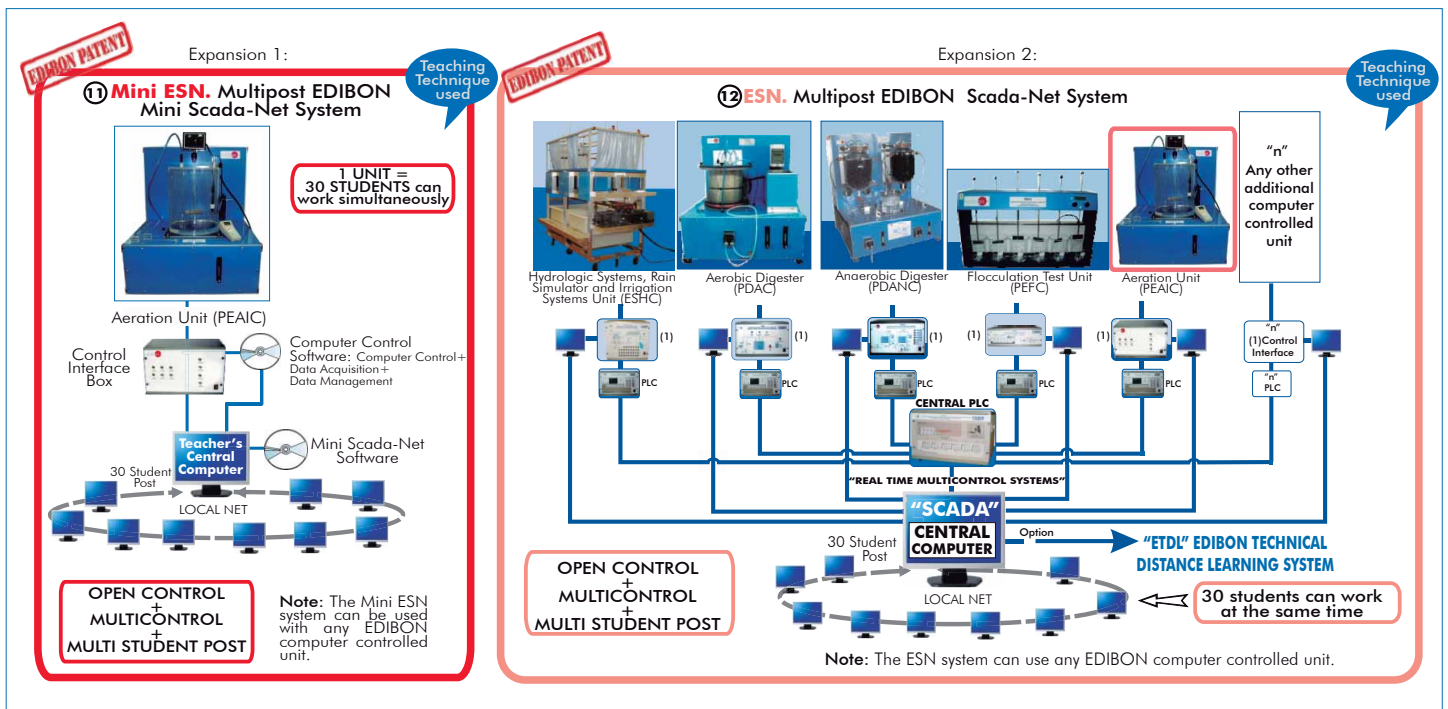 Expansion 1:
EDIBON PATENT
Teaching
Technique
used
11 Mini ESN. Multipost EDIBON
Mini Scada-Net System
1 UNIT =
30 STUDENTS can
work simultaneously
Aeration Unit (PEAIC)
Control
Interface
Box
Computer Control
Software: Computer Control+
Data Acquisition+
Data Management
Teacher's
Central
Computer
Mini Scada-Net
Software
30 Student
Post
LOCAL NET
OPEN CONTROL
+
MULTICONTROL
+
MULTI STUDENT POST
Note: The Mini ESN
system can be used
with any EDIBON
computer controlled
unit.
Expansion 2:
EDIBON PATENT
Teaching
Technique
used
12 ESN. Multipost EDIBON Scada-Net System
Hydrologic Systems, Rain
Simulator and Irrigation
Systems Unit (ESHC)
Aerobic Digester
(PDAC)
Anaerobic Digester
(PDANC)
Flocculation Test Unit
(PEFC)
Aeration Unit
(PEAIC)
"n"
Any other
additional
computer
controlled
unit
(1)
(1)
(1)
(1)
(1)
"n"
(1)Control
Interface
PLC
PLC
PLC
PLC
PLC
"n"
PLC
CENTRAL PLC
"REAL TIME MULTICONTROL SYSTEMS"
"SCADA"
CENTRAL
COMPUTER
Option
"ETDL" EDIBON TECHNICAL
DISTANCE LEARNING SYSTEM
30 Student
Post
LOCAL NET
30 students can work
at the same time
OPEN CONTROL
+
MULTICONTROL
+
MULTI STUDENT POST
Note: The ESN system can use any EDIBON computer controlled unit.